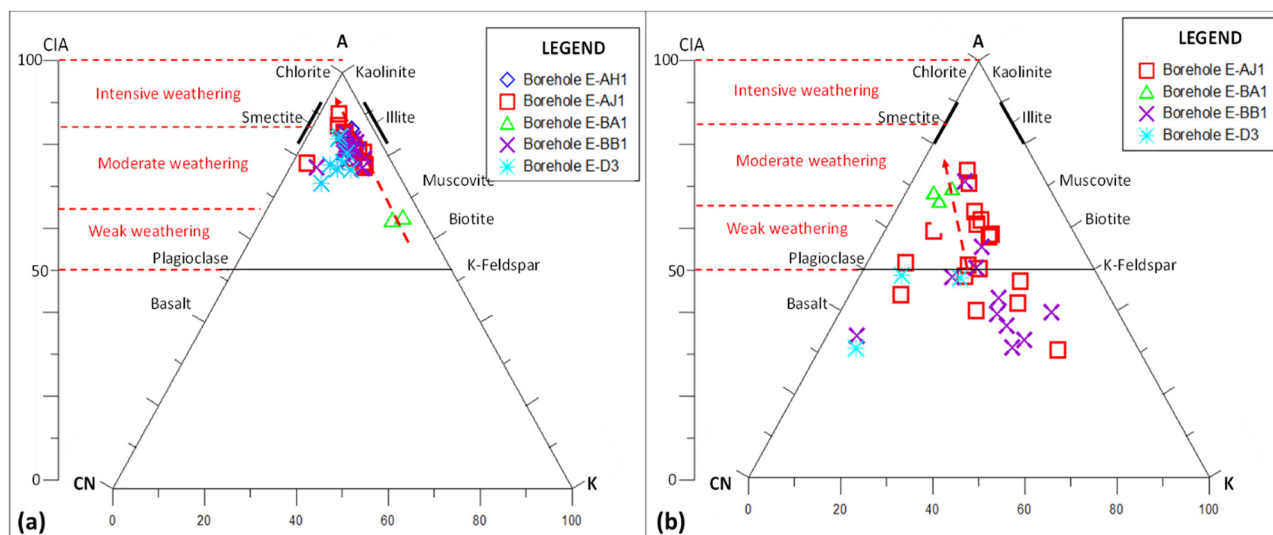 CIA
A
LEGEND
Borehole E-AH1
Borehole E-AJ1
Borehole E-BA1
Borehole E-BB1
Borehole E-D3
100
Chlorite
Kaolinite
Intensive weathering
Smectite
Illite
Moderate weathering
Muscovite
Weak weathering
Biotite
Plagioclase
K-Feldspar
50
Basalt
0
CN
K
0 20 40 60 80 100
(a)
CIA
A
LEGEND
Borehole E-AJ1
Borehole E-BA1
Borehole E-BB1
Borehole E-D3
100
Chlorite
Kaolinite
Intensive weathering
Smectite
Illite
Moderate weathering
Muscovite
Weak weathering
Biotite
Plagioclase
K-Feldspar
50
Basalt
0
CN
K
0 20 40 60 80 100
(b)